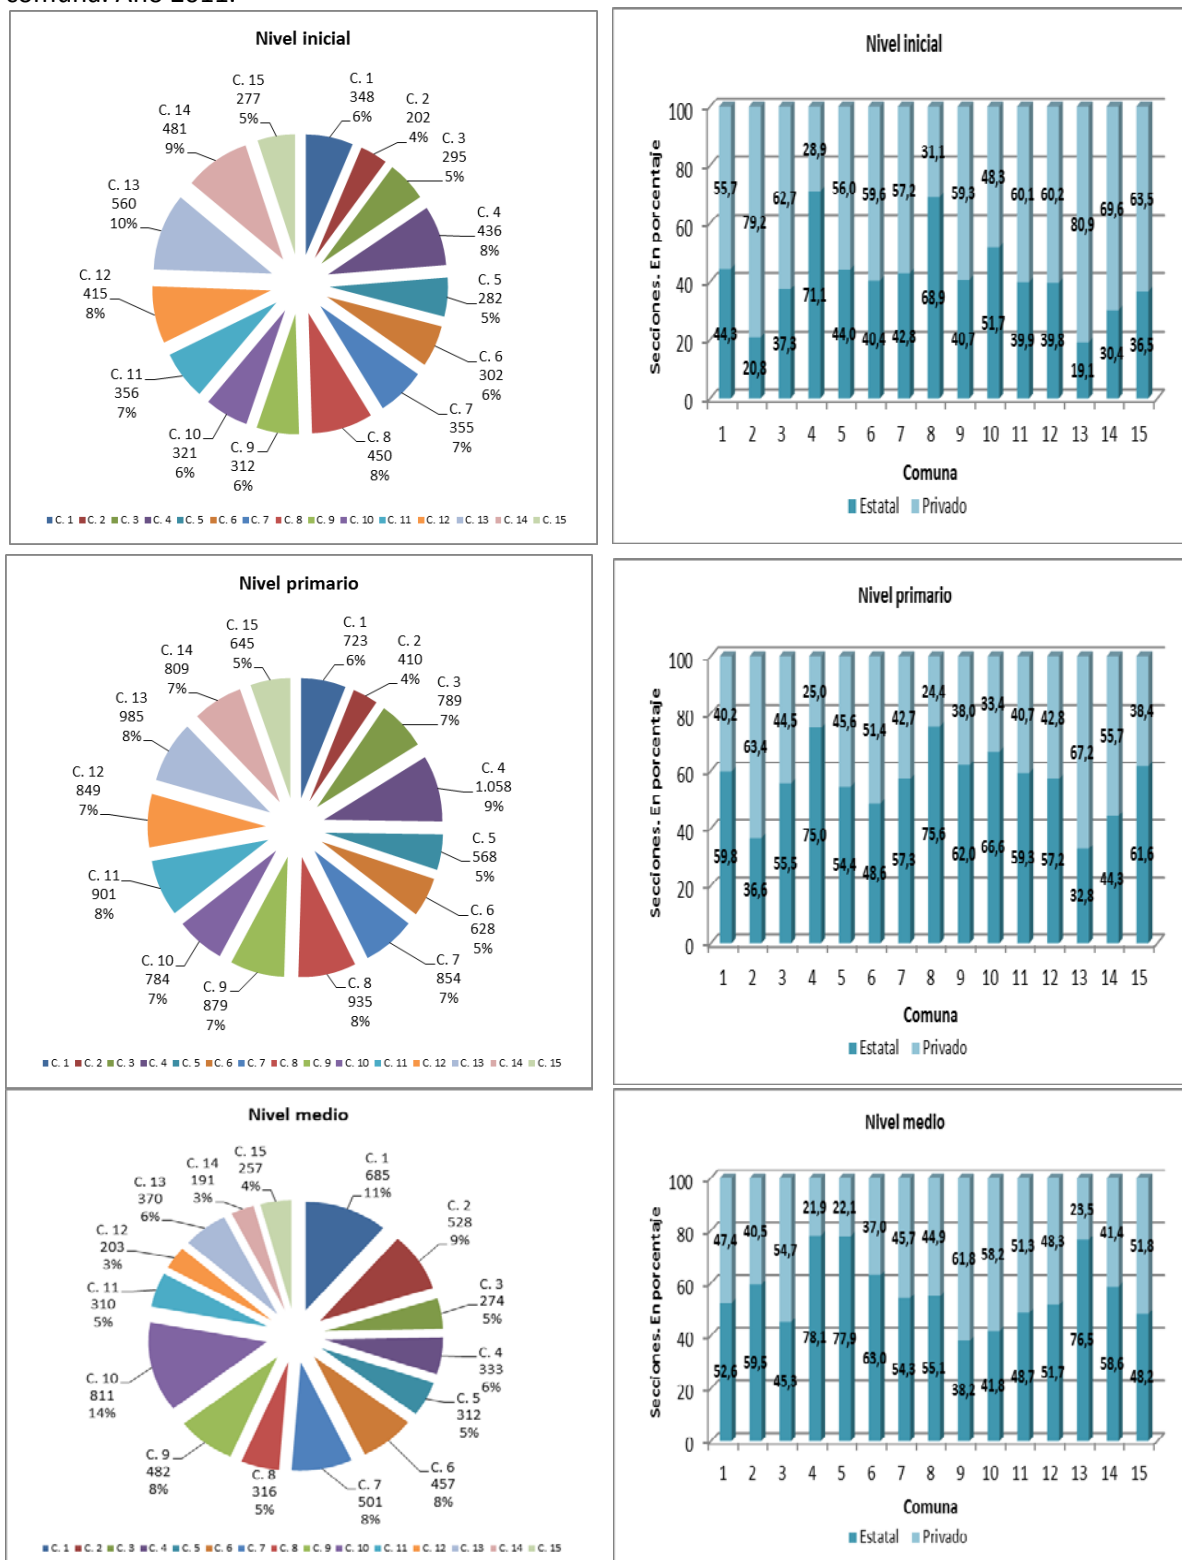 comuna. Año 2011.
Nivel inicial
C. 1
348
6%
C. 2
202
4%
C. 3
295
5%
C. 4
436
8%
C. 5
282
5%
C. 6
302
6%
C. 7
355
7%
C. 8
450
8%
C. 9
312
6%
C. 10
321
6%
C. 11
356
7%
C. 12
415
8%
C. 13
560
10%
C. 14
481
9%
C. 15
277
5%
C. 1 C. 2 C. 3 C. 4 C. 5 C. 6 C. 7 C. 8 C. 9 C. 10 C. 11 C. 12 C. 13 C. 14 C. 15
Nivel inicial
Secciones. En porcentaje
100
80
60
40
20
0
55,7 79,2 62,7 28,9 56,0 59,6 57,2 31,1 59,3 48,3 60,1 60,2 80,9 69,6 63,5
44,3 20,8 37,3 71,1 44,0 40,4 42,8 68,9 40,7 51,7 39,9 39,8 19,1 30,4 36,5
1 2 3 4 5 6 7 8 9 10 11 12 13 14 15
Comuna
Estatal Privado
Nivel primario
C. 1
723
6%
C. 2
410
4%
C. 3
789
7%
C. 4
1.058
9%
C. 5
568
5%
C. 6
628
5%
C. 7
854
7%
C. 8
935
8%
C. 9
879
7%
C. 10
784
7%
C. 11
901
8%
C. 12
849
7%
C. 13
985
8%
C. 14
809
7%
C. 15
645
5%
C. 1 C. 2 C. 3 C. 4 C. 5 C. 6 C. 7 C. 8 C. 9 C. 10 C. 11 C. 12 C. 13 C. 14 C. 15
Nivel primario
Secciones. En porcentaje
100
80
60
40
20
0
40,2 63,4 44,5 25,0 45,6 51,4 42,7 24,4 38,0 33,4 40,7 42,8 67,2 55,7 38,4
59,8 36,6 55,5 75,0 54,4 48,6 57,3 75,6 62,0 66,6 59,3 57,2 32,8 44,3 61,6
1 2 3 4 5 6 7 8 9 10 11 12 13 14 15
Comuna
Estatal Privado
Nivel medio
C. 1
685
11%
C. 2
528
9%
C. 3
274
5%
C. 4
333
6%
C. 5
312
5%
C. 6
457
8%
C. 7
501
8%
C. 8
316
5%
C. 9
482
8%
C. 10
811
14%
C. 11
310
5%
C. 12
203
3%
C. 13
370
6%
C. 14
191
3%
C. 15
257
4%
C. 1 C. 2 C. 3 C. 4 C. 5 C. 6 C. 7 C. 8 C. 9 C. 10 C. 11 C. 12 C. 13 C. 14 C. 15
Nivel medio
Secciones. En porcentaje
100
80
60
40
20
0
47,4 40,5 54,7 21,9 22,1 37,0 45,7 44,9 61,8 58,2 51,3 48,3 23,5 41,4 51,8
52,6 59,5 45,3 78,1 77,9 63,0 54,3 55,1 38,2 41,8 48,7 51,7 76,5 58,6 48,2
1 2 3 4 5 6 7 8 9 10 11 12 13 14 15
Comuna
Estatal Privado